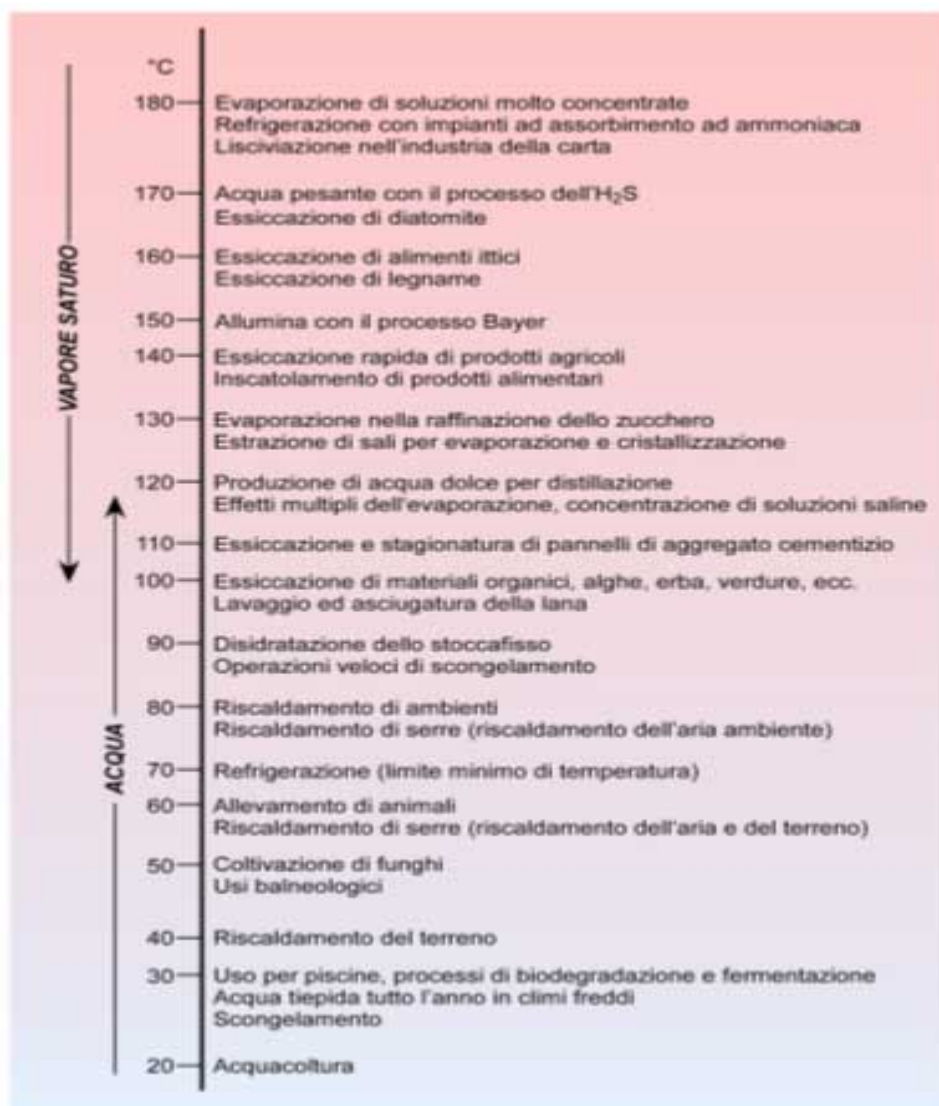 °C
180 Evaporazione di soluzioni molto concentrate
Refrigerazione con impianti ad assorbimento ad ammoniaca
Lisciviazione nell'industria della carta
170 Acqua pesante con il processo dell'H₂S
Essiccazione di diatomite
160 Essiccazione di alimenti ittici
Essiccazione di legname
150 Allumina con il processo Bayer
140 Essiccazione rapida di prodotti agricoli
Inscatolamento di prodotti alimentari
130 Evaporazione nella raffinazione dello zucchero
Estrazione di sali per evaporazione e cristallizzazione
120 Produzione di acqua dolce per distillazione
Effetti multipli dell'evaporazione, concentrazione di soluzioni saline
110 Essiccazione e stagionatura di pannelli di aggregato cementizio
100 Essiccazione di materiali organici, alghe, erba, verdure, ecc.
Lavaggio ed asciugatura della lana
90 Disidratazione dello stoccafisso
Operazioni veloci di scongelamento
80 Riscaldamento di ambienti
Riscaldamento di serre (riscaldamento dell'aria ambiente)
70 Refrigerazione (limite minimo di temperatura)
60 Allevamento di animali
Riscaldamento di serre (riscaldamento dell'aria e del terreno)
50 Coltivazione di funghi
Usi balneologici
40 Riscaldamento del terreno
30 Uso per piscine, processi di biodegradazione e fermentazione
Acqua tiepida tutto l'anno in climi freddi
Scongelamento
20 Acquacoltura
VAPORE SATURO
ACQUA